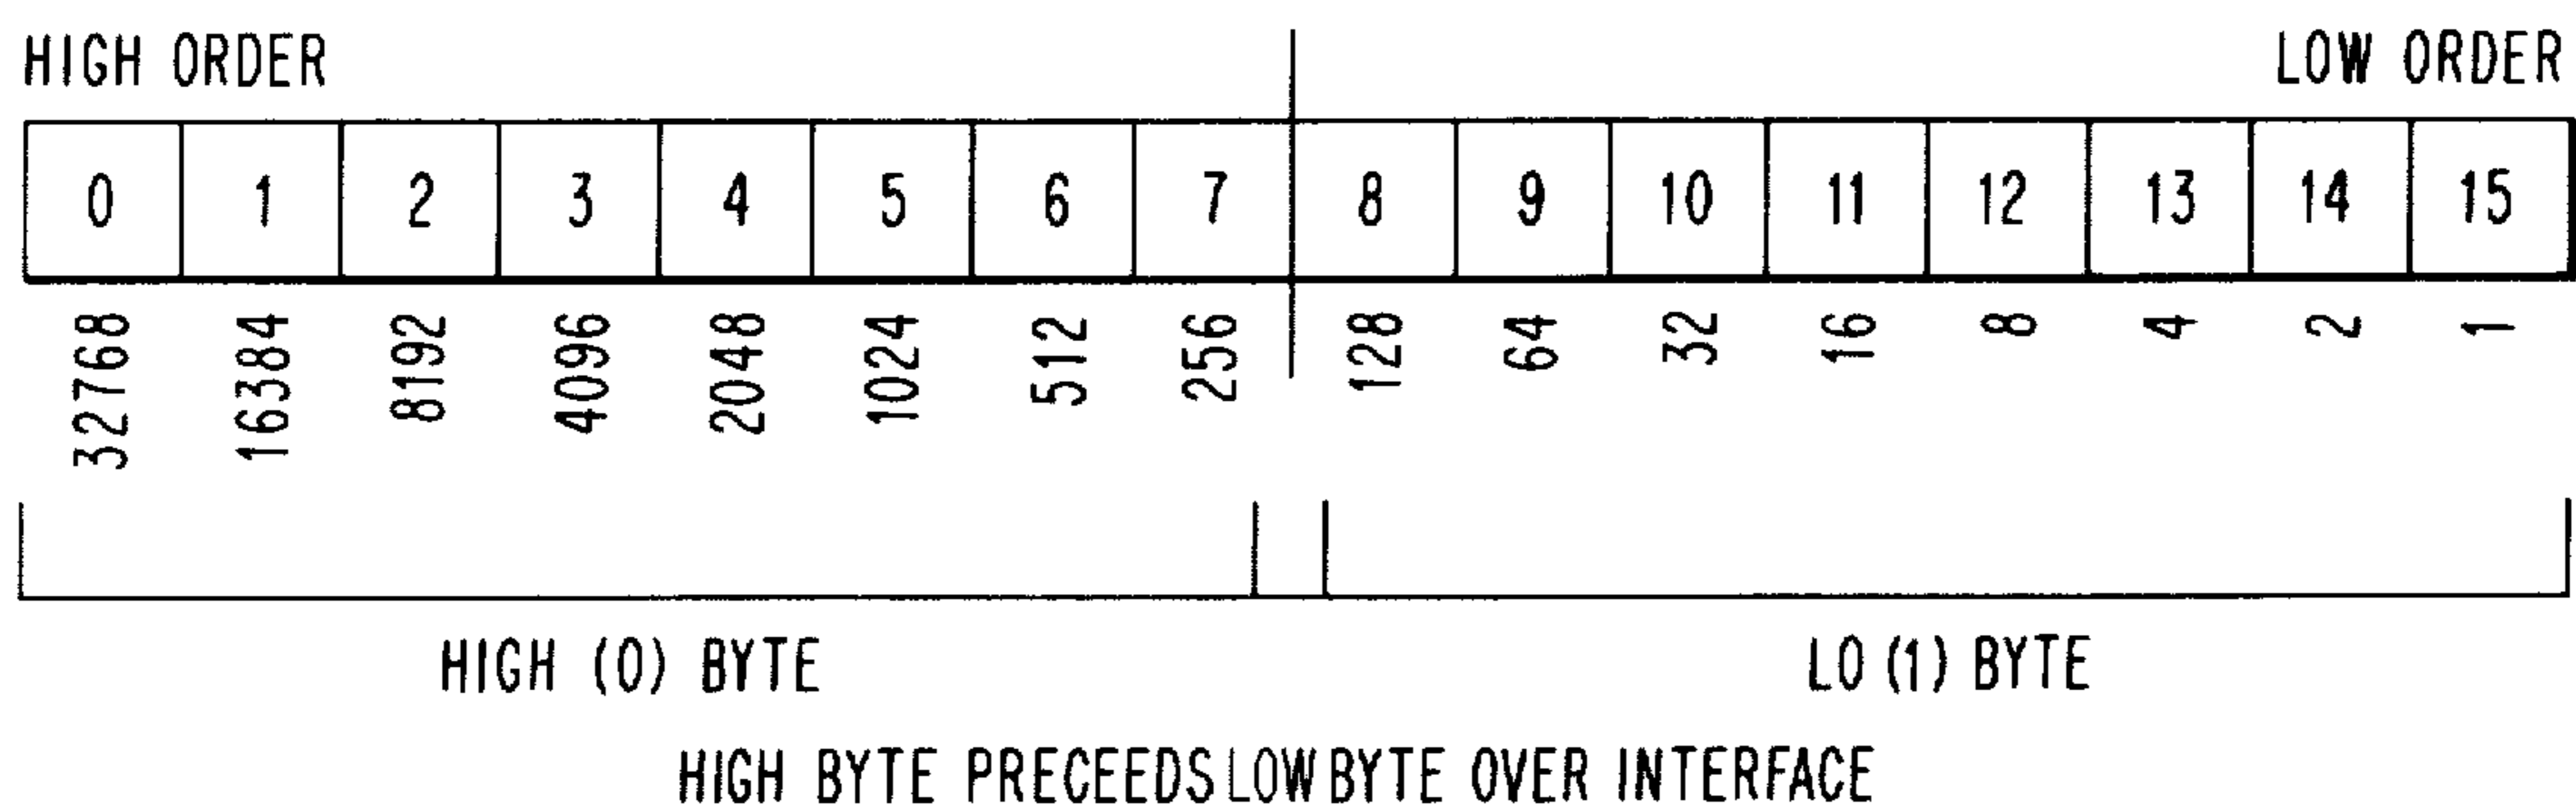 HIGH ORDER LOW ORDER
0 1 2 3 4 5 6 7 8 9 10 11 12 13 14 15
32768 16384 8192 4096 2048 1024 512 256 128 64 32 16 8 4 2 1
HIGH (0) BYTE LO (1) BYTE
HIGH BYTE PRECEEDS LOW BYTE OVER INTERFACE